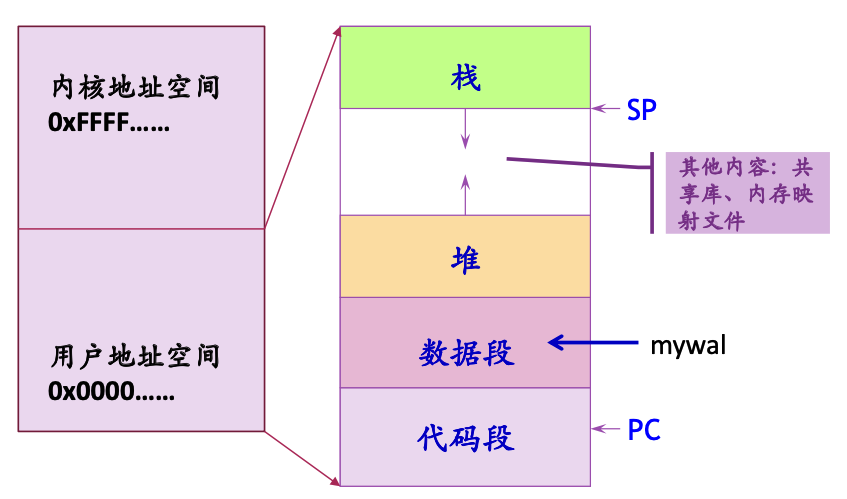 内核地址空间
0xFFFF……
用户地址空间
0x0000……
栈
SP
其他内容：共
享库、内存映
射文件
堆
数据段
mywal
代码段
PC